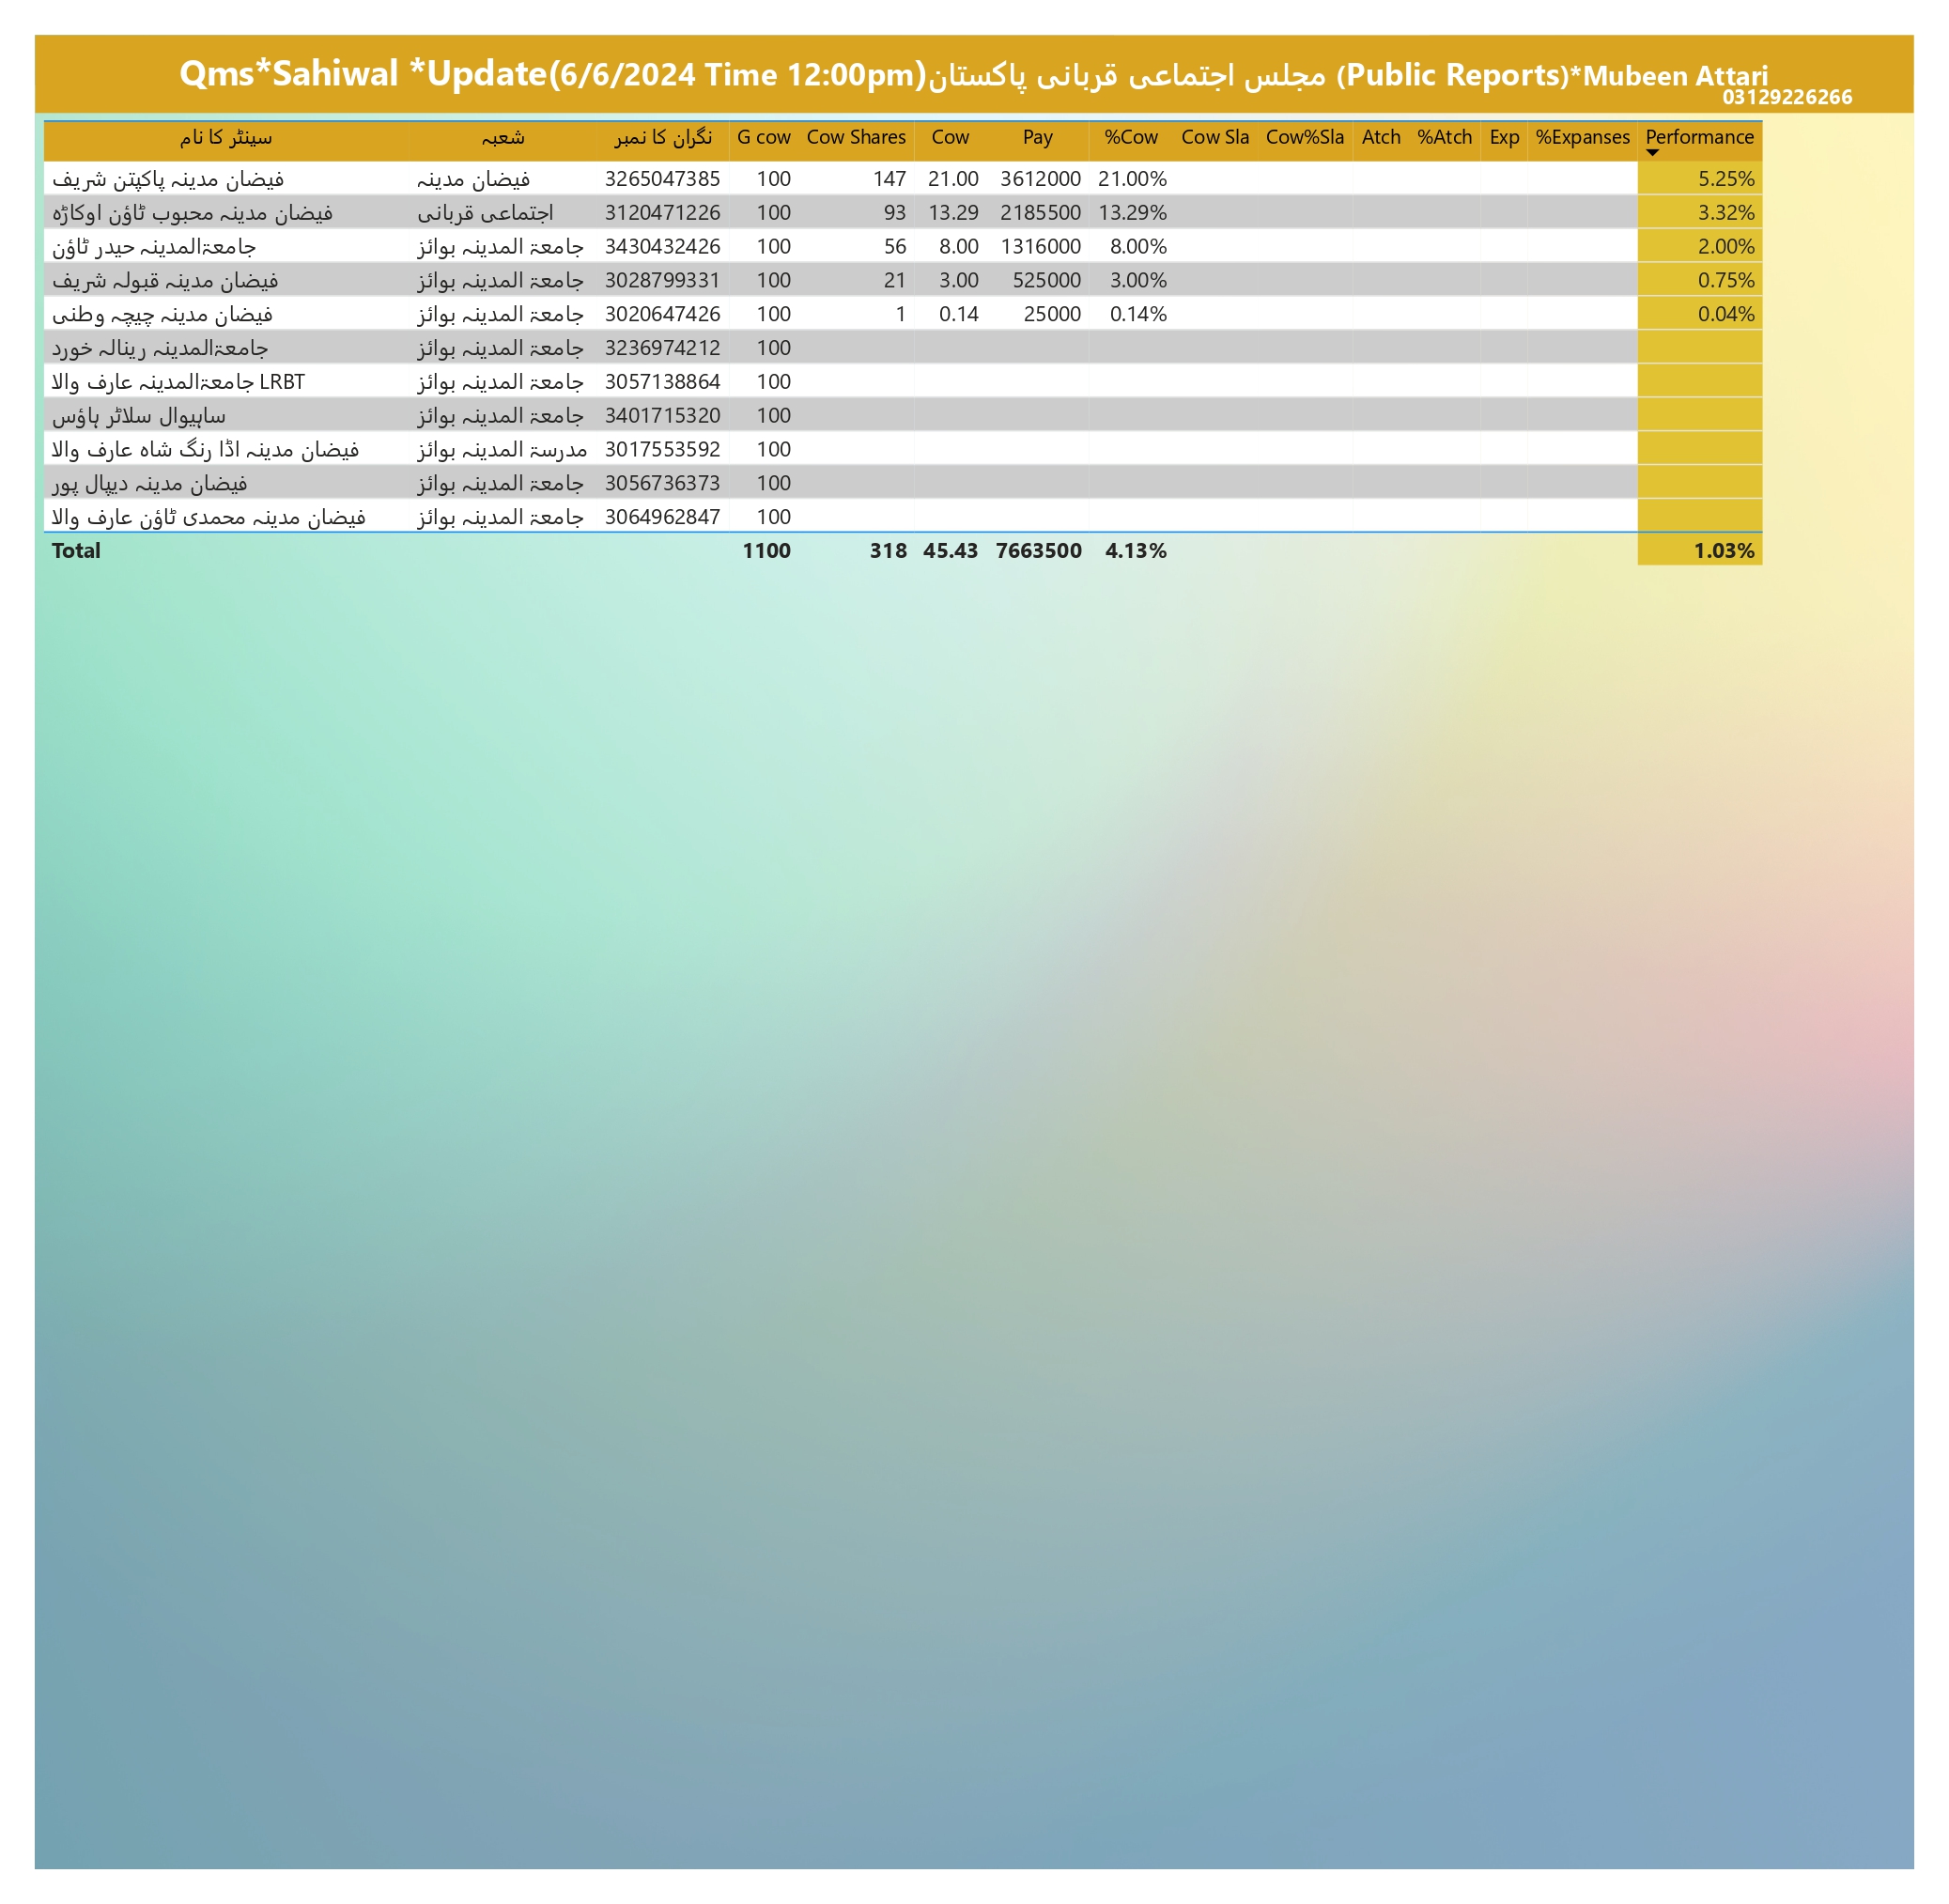 Qms*Sahiwal *Update(6/6/2024 Time 12:00pm)مجلس اجتماعی قربانی پاکستان (Public Reports)*Mubeen Attari
03129226266
سینٹر کا نام شعبہ نگران کا نمبر G cow Cow Shares Cow Pay %Cow Cow Sla Cow%Sla Atch %Atch Exp %Expanses Performance
فیضان مدینہ پاکپتن شریف فیضان مدینہ 3265047385 100 147 21.00 3612000 21.00% 5.25%
فیضان مدینہ محبوب ٹاؤن اوکاڑہ اجتماعی قربانی 3120471226 100 93 13.29 2185500 13.29% 3.32%
جامعۃالمدینہ حیدر ٹاؤن جامعۃ المدینہ بوائز 3430432426 100 56 8.00 1316000 8.00% 2.00%
فیضان مدینہ قبولہ شریف جامعۃ المدینہ بوائز 3028799331 100 21 3.00 525000 3.00% 0.75%
فیضان مدینہ چیچہ وطنی جامعۃ المدینہ بوائز 3020647426 100 1 0.14 25000 0.14% 0.04%
جامعۃالمدینہ رینالہ خورد جامعۃ المدینہ بوائز 3236974212 100
جامعۃالمدینہ عارف والا LRBT جامعۃ المدینہ بوائز 3057138864 100
ساہیوال سلاٹر ہاؤس جامعۃ المدینہ بوائز 3401715320 100
فیضان مدینہ اڈا رنگ شاہ عارف والا مدرسۃ المدینہ بوائز 3017553592 100
فیضان مدینہ دیپال پور جامعۃ المدینہ بوائز 3056736373 100
فیضان مدینہ محمدی ٹاؤن عارف والا جامعۃ المدینہ بوائز 3064962847 100
Total 1100 318 45.43 7663500 4.13% 1.03%